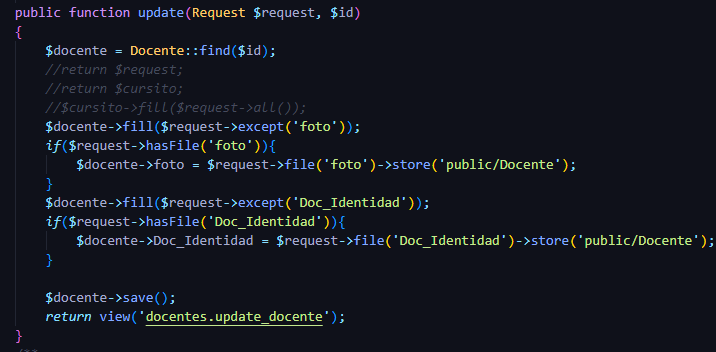 public function update(Request $request, $id)
{
    $docente = Docente::find($id);
    //return $request;
    //return $cursito;
    //$cursito->fill($request->all());
    $docente->fill($request->except('foto'));
    if($request->hasFile('foto')){
        $docente->foto = $request->file('foto')->store('public/Docente');
    }
    $docente->fill($request->except('Doc_Identidad'));
    if($request->hasFile('Doc_Identidad')){
        $docente->Doc_Identidad = $request->file('Doc_Identidad')->store('public/Docente');
    }

    $docente->save();
    return view('docentes.update_docente');
}
/**